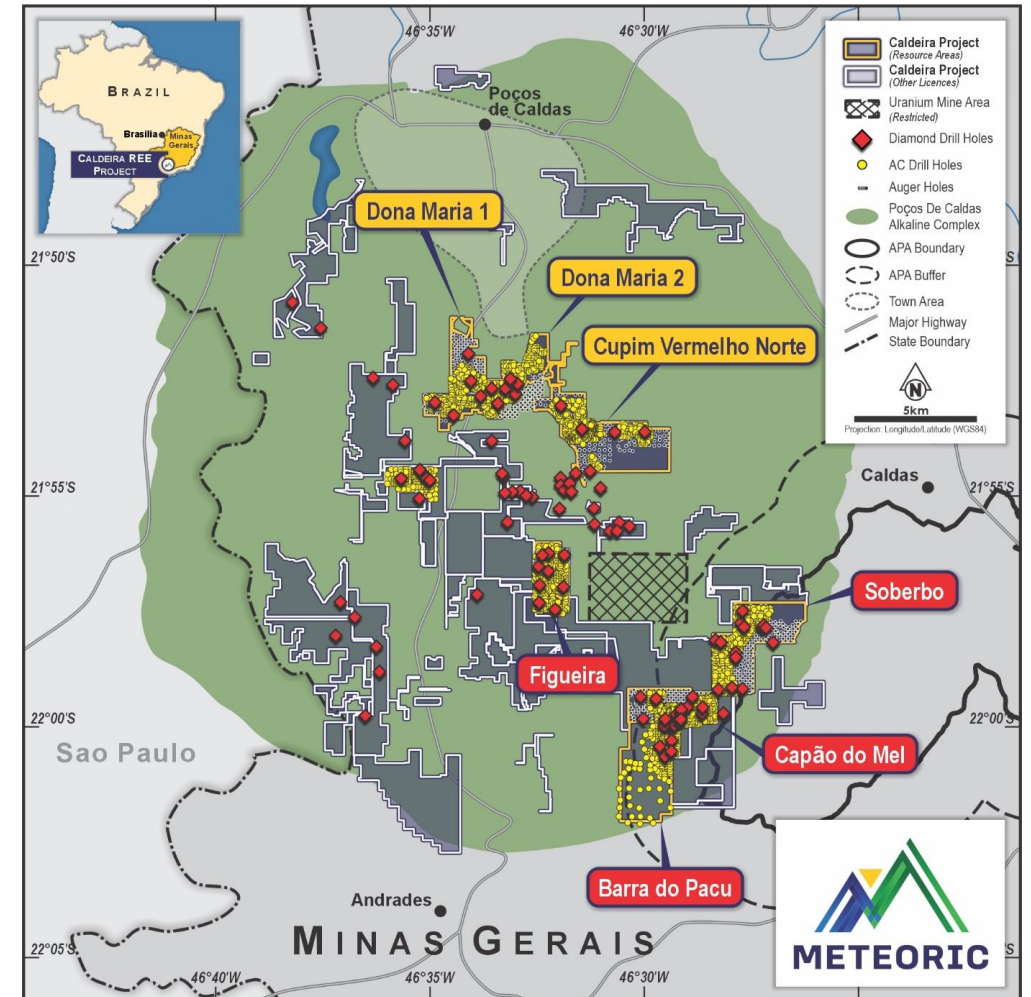 46°35'W
46°30'W
BRAZIL
Brasilia
Minas
Gerais
CALDEIRA REE
PROJECT
Poços
de Caldas
Caldeira Project
(Resource Areas)
Caldeira Project
(Other Licences)
Uranium Mine Area
(Restricted)
Diamond Drill Holes
AC Drill Holes
Auger Holes
Poços De Caldas
Alkaline Complex
APA Boundary
APA Buffer
Town Area
Major Highway
State Boundary
N
5km
Projection: Longitude/Latitude (WGS84)
Dona Maria 1
21°50'S
S
Dona Maria 2
Cupim Vermelho Norte
Caldas
21°55'S
21°55'S
Soberbo
Figueira
22°00'S
22°00'S
Sao Paulo
Capão do Mel
Barra do Pacu
Andrades
MINAS GERAIS
METEORIC
22°05'S
46°40'W
46°35'W
46°30'W